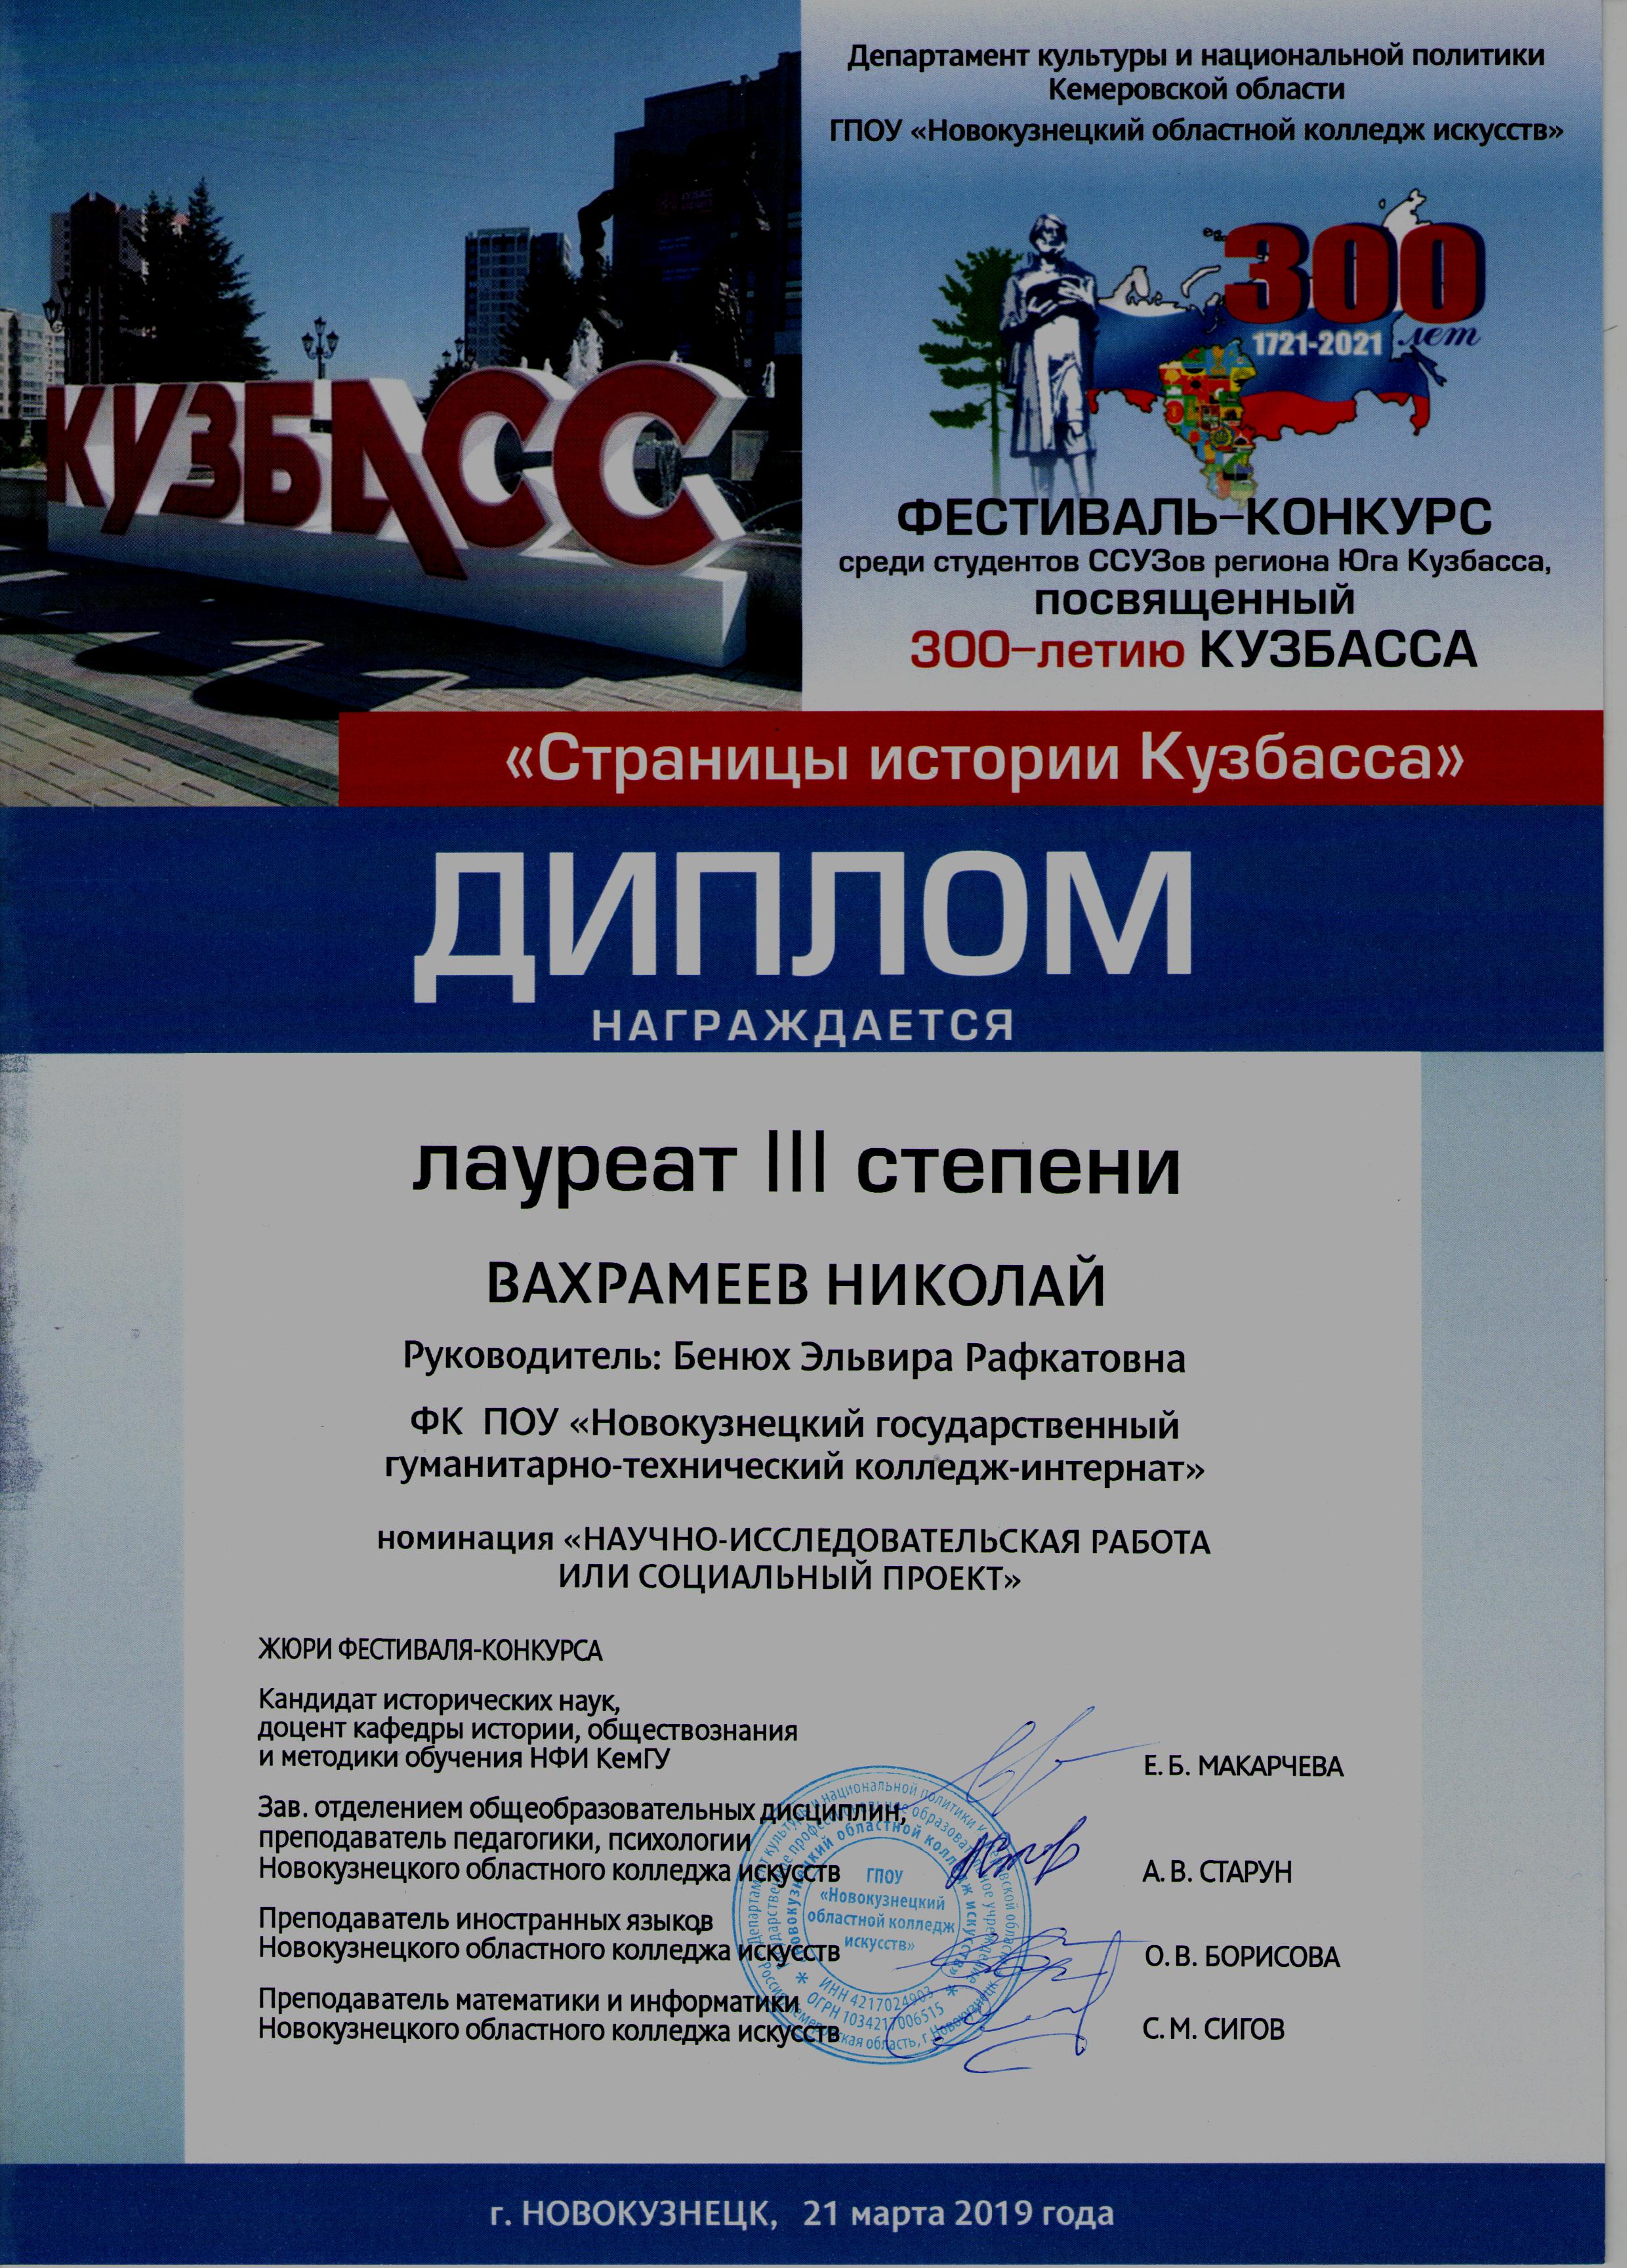 КУЗБАСС
Департамент культуры и национальной политики
Кемеровской области
ГПОУ «Новокузнецкий областной колледж искусств»
300
лет
1721-2021
ФЕСТИВАЛЬ-КОНКУРС
среди студентов ССУЗов региона Юга Кузбасса,
посвященный
300-летию КУЗБАССА
«Страницы истории Кузбасса»
ДИПЛОМ
НАГРАЖДАЕТСЯ
лауреат III степени
ВАХРАМЕЕВ НИКОЛАЙ
Руководитель: Бенюх Эльвира Рафкатовна
ФК ПОУ «Новокузнецкий государственный
гуманитарно-технический колледж-интернат»
номинация «НАУЧНО-ИССЛЕДОВАТЕЛЬСКАЯ РАБОТА
ИЛИ СОЦИАЛЬНЫЙ ПРОЕКТ»
ЖЮРИ ФЕСТИВАЛЯ-КОНКУРСА
Кандидат исторических наук,
доцент кафедры истории, обществознания
и методики обучения НФИ КемГУ
Е. Б. МАКАРЧЕВА
Зав. отделением общеобразовательных дисциплин,
преподаватель педагогики, психологии
Новокузнецкого областного колледжа искусств
А. В. СТАРУН
Преподаватель иностранных языков
Новокузнецкого областного колледжа искусств
О. В. БОРИСОВА
Преподаватель математики и информатики
Новокузнецкого областного колледжа искусств
С. М. СИГОВ
ГПОУ
«Новокузнецкий
областной колледж
искусств»
ИНН 4217024903
ОГРН 1034217006515
г. НОВОКУЗНЕЦК, 21 марта 2019 года